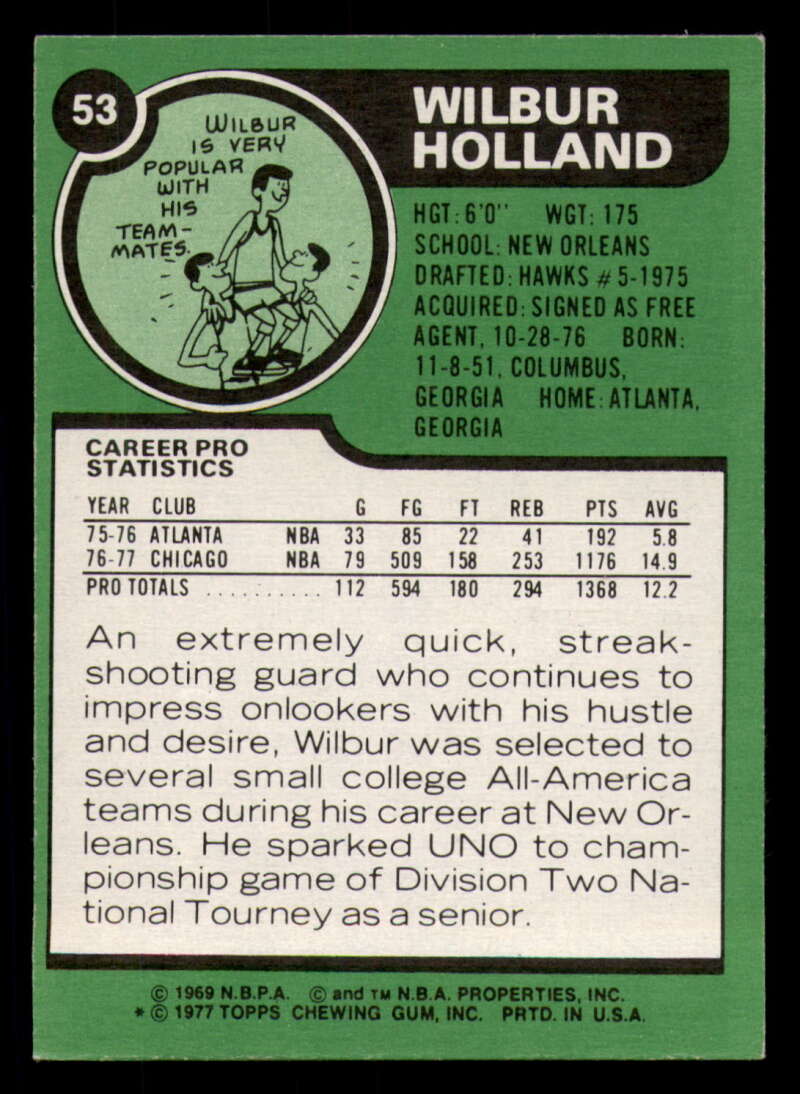 53
WILBUR
IS VERY
POPULAR
WITH
HIS
TEAM-
MATES.
WILBUR
HOLLAND
HGT: 6'0" WGT: 175
SCHOOL: NEW ORLEANS
DRAFTED: HAWKS #5-1975
ACQUIRED: SIGNED AS FREE
AGENT, 10-28-76 BORN:
11-8-51, COLUMBUS,
GEORGIA HOME: ATLANTA,
GEORGIA
CAREER PRO
STATISTICS
YEAR CLUB G FG FT REB PTS AVG
75-76 ATLANTA NBA 33 85 22 41 192 5.8
76-77 CHICAGO NBA 79 509 158 253 1176 14.9
PRO TOTALS .......... 112 594 180 294 1368 12.2
An extremely quick, streak-
shooting guard who continues to
impress onlookers with his hustle
and desire, Wilbur was selected to
several small college All-America
teams during his career at New Or-
leans. He sparked UNO to cham-
pionship game of Division Two Na-
tional Tourney as a senior.
© 1969 N.B.P.A. © and TM N.B.A. PROPERTIES, INC.
* © 1977 TOPPS CHEWING GUM, INC. PRTD. IN U.S.A.